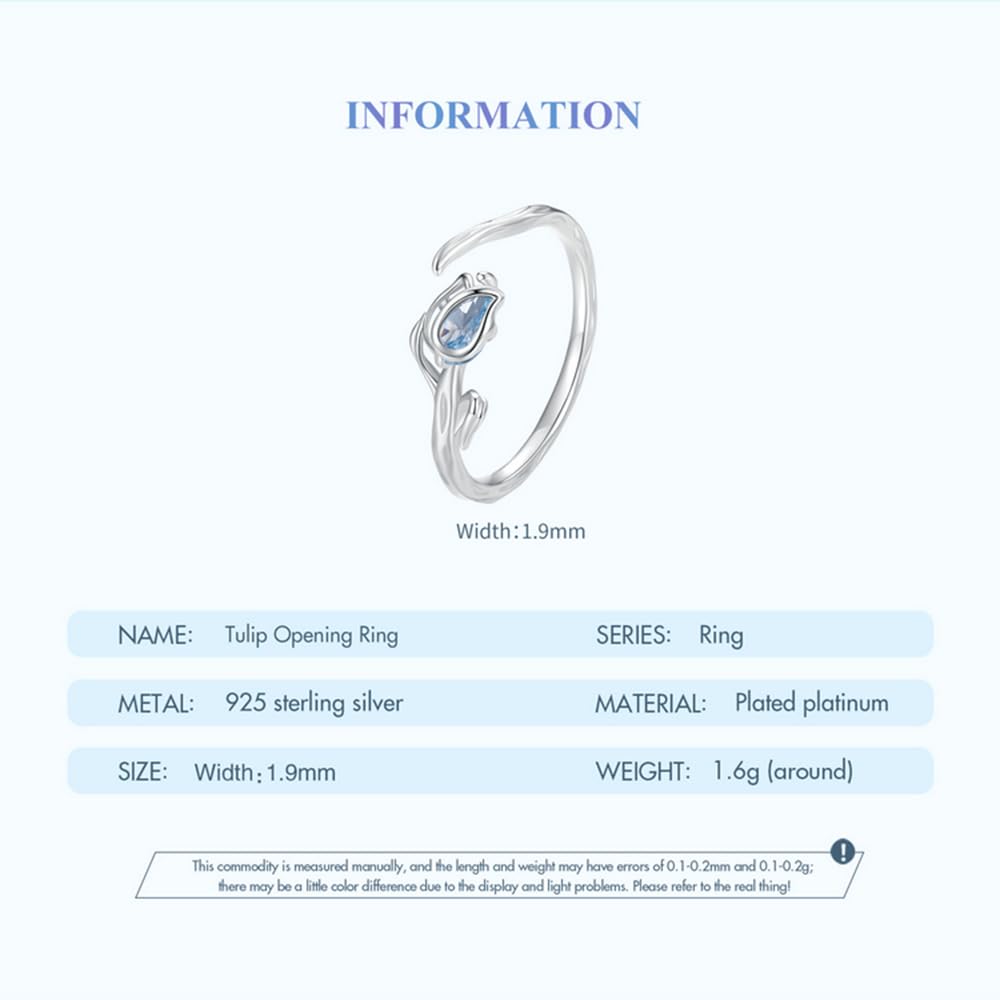 INFORMATION
Width:1.9mm
NAME: Tulip Opening Ring SERIES: Ring
METAL: 925 sterling silver MATERIAL: Plated platinum
SIZE: Width:1.9mm WEIGHT: 1.6g (around)
!
This commodity is measured manually, and the length and weight may have errors of 0.1-0.2mm and 0.1-0.2g;
there may be a little color difference due to the display and light problems. Please refer to the real thing!